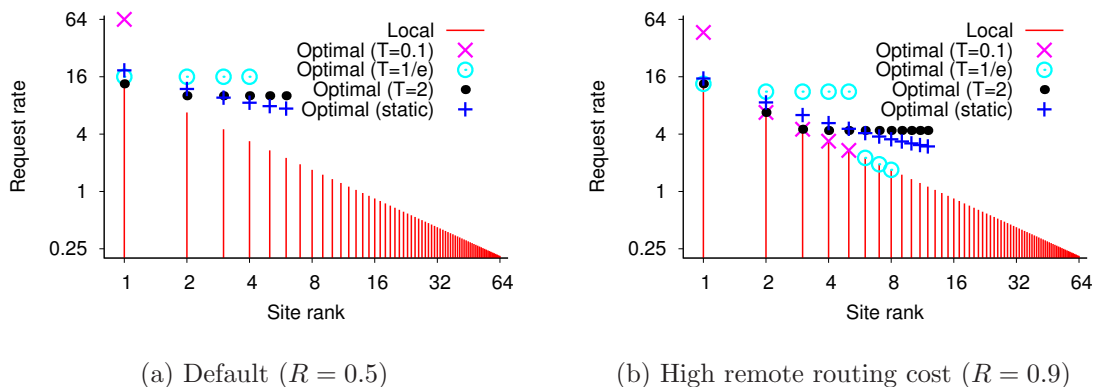 64
16
4
1
0.25
Request rate
Local
Optimal (T=0.1)
Optimal (T=1/e)
Optimal (T=2)
Optimal (static)
1 2 4 8 16 32 64
Site rank
(a) Default (R = 0.5)
64
16
4
1
0.25
Request rate
Local
Optimal (T=0.1)
Optimal (T=1/e)
Optimal (T=2)
Optimal (static)
1 2 4 8 16 32 64
Site rank
(b) High remote routing cost (R = 0.9)